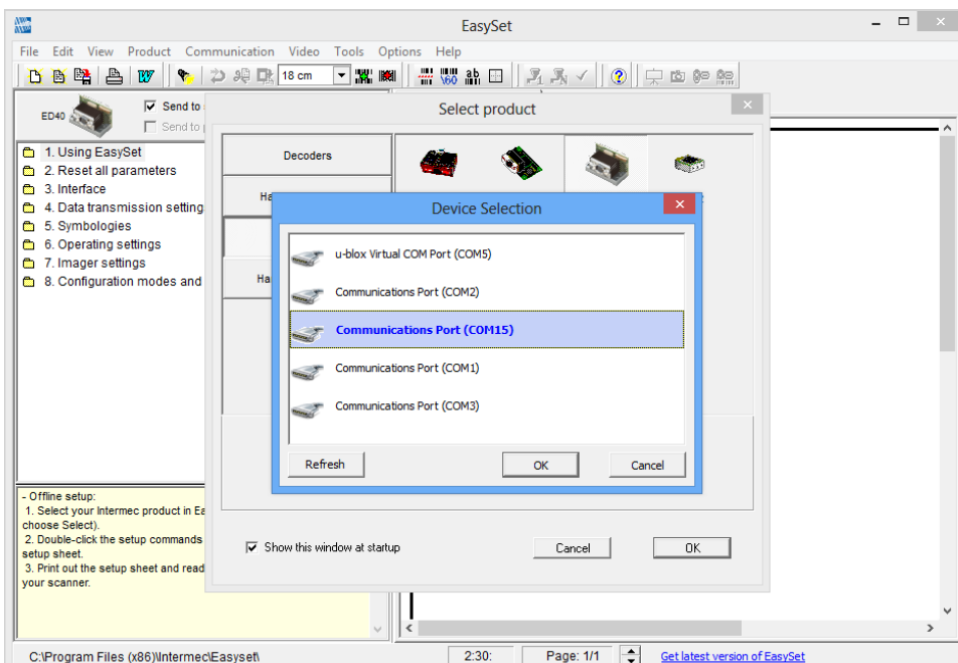 EasySet
File Edit View Product Communication Video Tools Options Help
18 cm
ED40
Send to
Send to
1. Using EasySet
2. Reset all parameters
3. Interface
4. Data transmission setting
5. Symbologies
6. Operating settings
7. Imager settings
8. Configuration modes and
- Offline setup:
1. Select your Intermec product in Ea
choose Select).
2. Double-click the setup commands
setup sheet.
3. Print out the setup sheet and read
your scanner.
Select product
Decoders
Ha
Ha
Device Selection
u-blox Virtual COM Port (COM5)
Communications Port (COM2)
Communications Port (COM15)
Communications Port (COM1)
Communications Port (COM3)
Refresh
OK
Cancel
Show this window at startup
Cancel
OK
C:\Program Files (x86)\Intermec\Easyset\
2:30:
Page: 1/1
Get latest version of EasySet